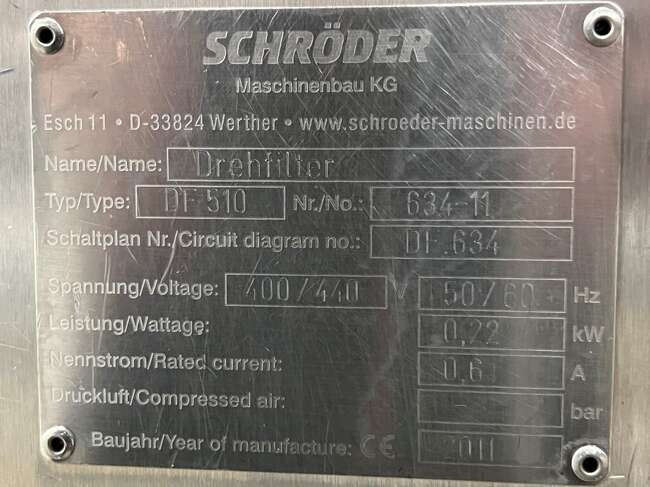 SCHRÖDER
Maschinenbau KG
Esch 11 • D-33824 Werther • www.schroeder-maschinen.de
Name/Name: Drehfilter
Typ/Type: DF 510 Nr./No.: 634-11
Schaltplan Nr./Circuit diagram no.: DF.634
Spannung/Voltage: 400/440 V 50/60 Hz
Leistung/Wattage: 0,22 kW
Nennstrom/Rated current: 0,6 A
Druckluft/Compressed air: - bar
Baujahr/Year of manufacture: CE 2011